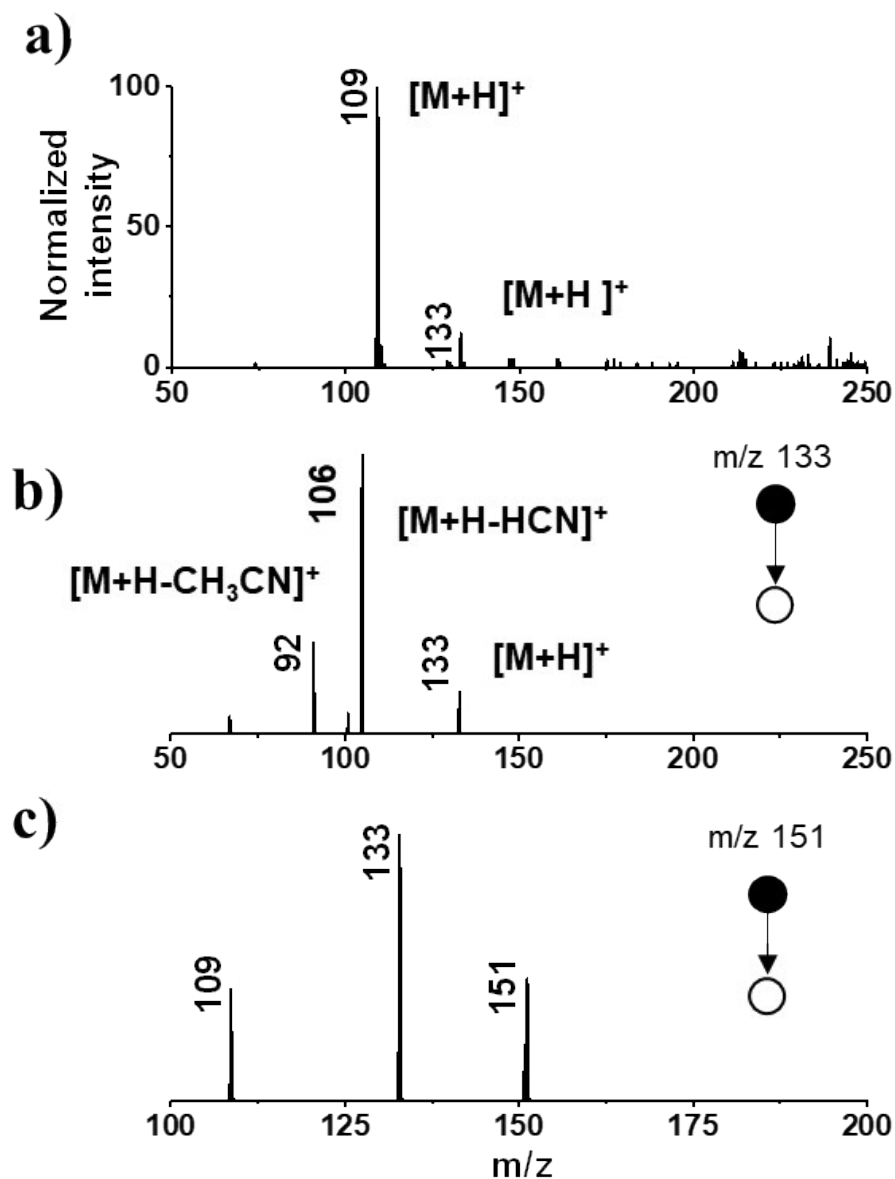 a)
Normalized
intensity
100
50
0
109
[M+H]⁺
133
[M+H ]⁺
50 100 150 200 250
b)
m/z 133
106
[M+H-HCN]⁺
[M+H-CH₃CN]⁺
92
133
[M+H]⁺
50 100 150 200 250
c)
m/z 151
133
109
151
100 125 150 175 200
m/z